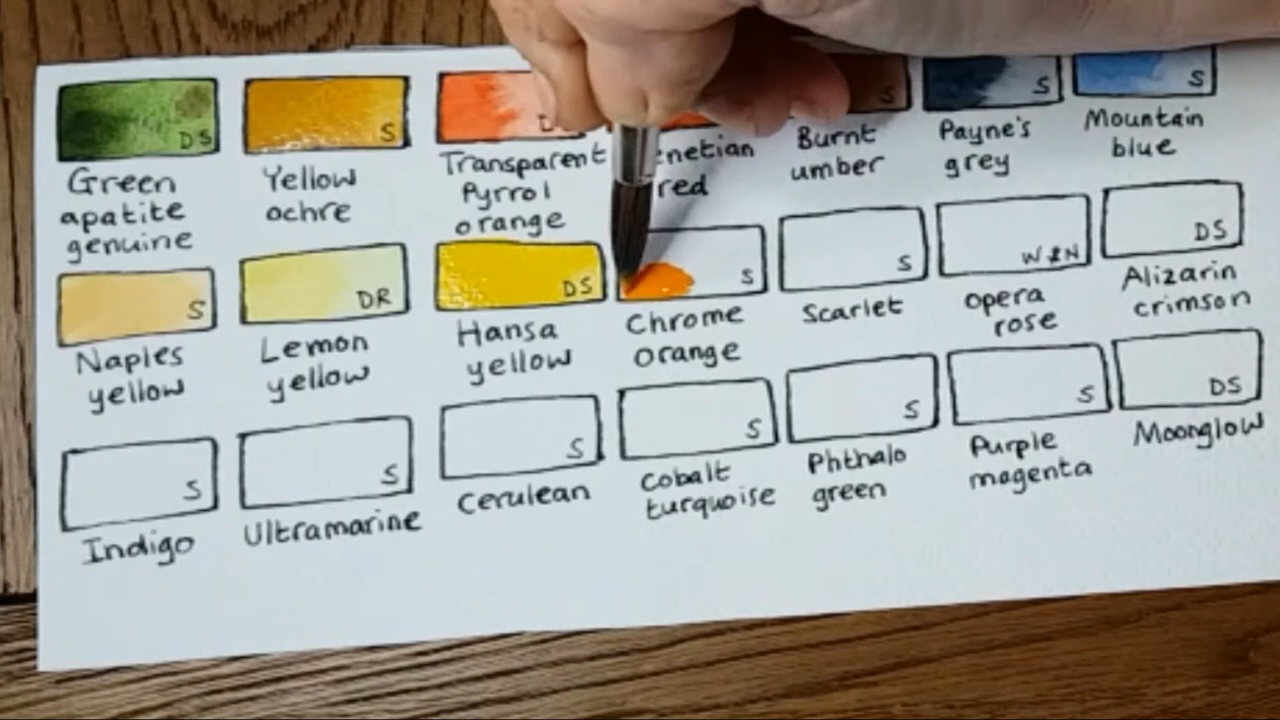 DS
S
S
S
S
Green apatite genuine
Yellow ochre
Transparent Pyrrol orange
red
Burnt umber
Payne's grey
Mountain blue
S
DR
DS
S
S
W&N
DS
Naples yellow
Lemon yellow
Hansa yellow
Chrome orange
Scarlet
opera rose
Alizarin crimson
S
S
S
S
S
S
DS
Indigo
Ultramarine
Cerulean
Cobalt turquoise
Phthalo green
Purple magenta
Moonglow